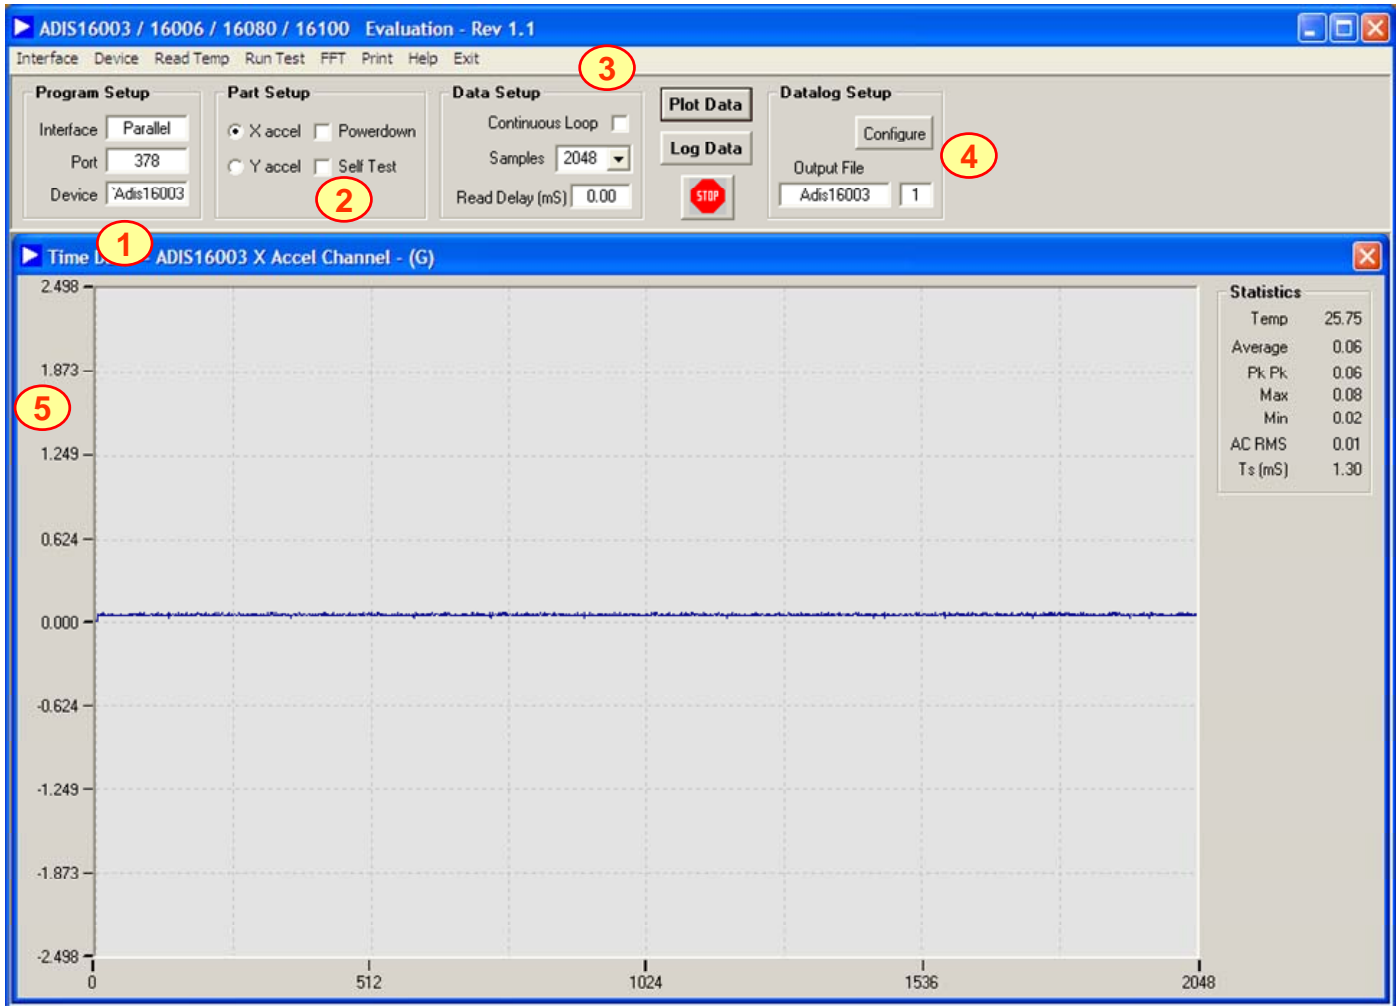 ADIS16003 / 16006 / 16080 / 16100 Evaluation - Rev 1.1
Interface Device Read Temp Run Test FFT Print Help Exit
3
Program Setup
Interface Parallel
Port 378
Device `Adis16003
1
Part Setup
X accel Powerdown
Y accel Self Test
2
Data Setup
Continuous Loop
Samples 2048
Read Delay (mS) 0.00
Plot Data
Log Data
STOP
Datalog Setup
Configure
4
Output File
Adis16003 1
Time - ADIS16003 X Accel Channel - (G)
2.498
1.873
5
1.249
0.624
0.000
-0.624
-1.249
-1.873
-2.498
0 512 1024 1536 2048
Statistics
Temp 25.75
Average 0.06
Pk Pk 0.06
Max 0.08
Min 0.02
AC RMS 0.01
Ts (mS) 1.30